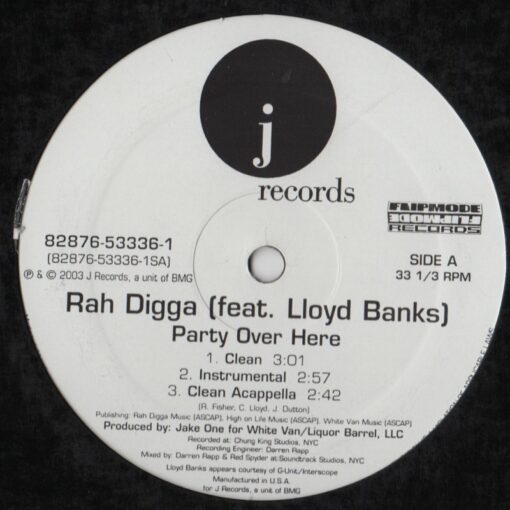 j
records
FLIPMODE
FLIPMODE
RECORDS
82876-53336-1
(82876-53336-1SA)
℗ & © 2003 J Records, a unit of BMG
SIDE A
33 1/3 RPM
Rah Digga (feat. Lloyd Banks)
Party Over Here
1. Clean 3:01
2. Instrumental 2:57
3. Clean Acappella 2:42
(R. Fisher, C. Lloyd, J. Dutton)
Publishing: Rah Digga Music (ASCAP), High on Life Music (ASCAP), White Van Music (ASCAP)
Produced by: Jake One for White Van/Liquor Barrel, LLC
Recorded at: Chung King Studios, NYC
Recording Engineer: Darren Rapp
Mixed by: Darren Rapp & Red Spyder at Soundtrack Studios, NYC
Lloyd Banks appears courtesy of G-Unit/Interscope
Manufactured in U.S.A.
for J Records, a unit of BMG